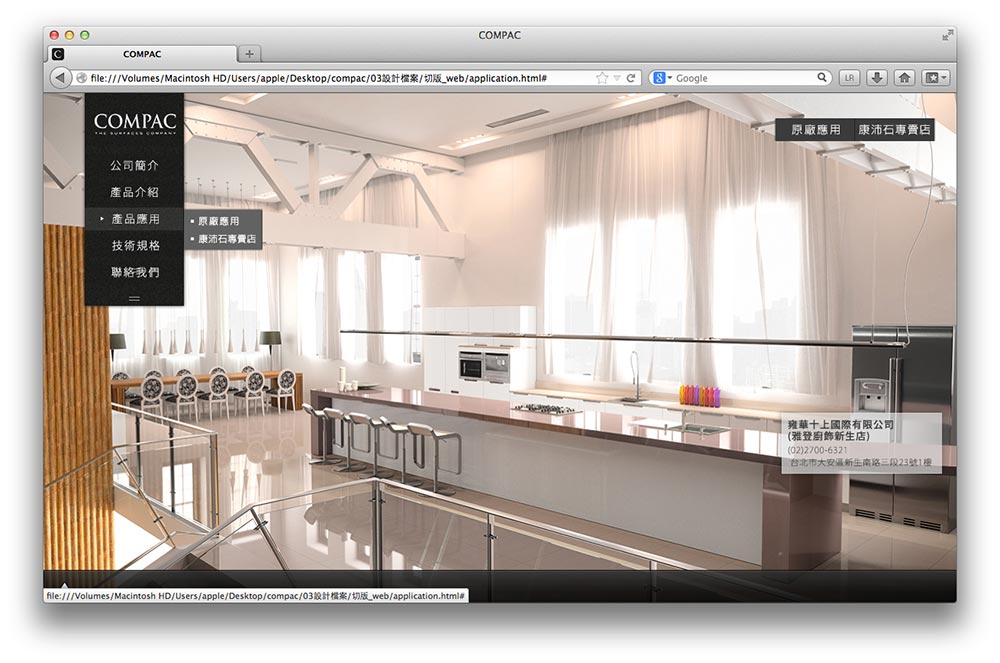 COMPAC
COMPAC
file:///Volumes/Macintosh HD/Users/apple/Desktop/compac/03設計檔案/切版_web/application.html#
Google
LR
COMPAC
THE SURFACES COMPANY
公司簡介
產品介紹
產品應用
技術規格
聯絡我們
原廠應用
康沛石專賣店
原廠應用
康沛石專賣店
雍華十上國際有限公司
(雅登廚飾新生店)
(02)2700-6321
台北市大安區新生南路三段23號1樓
file:///Volumes/Macintosh HD/Users/apple/Desktop/compac/03設計檔案/切版_web/application.html#